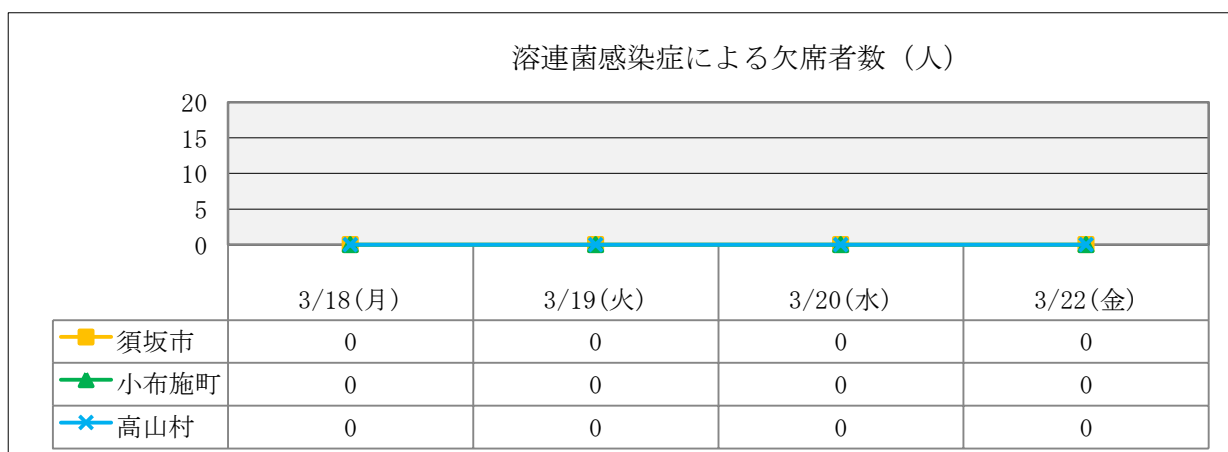 溶連菌感染症による欠席者数（人）
20
15
10
5
0
3/18(月) 3/19(火) 3/20(水) 3/22(金)
須坂市 0 0 0 0
小布施町 0 0 0 0
高山村 0 0 0 0